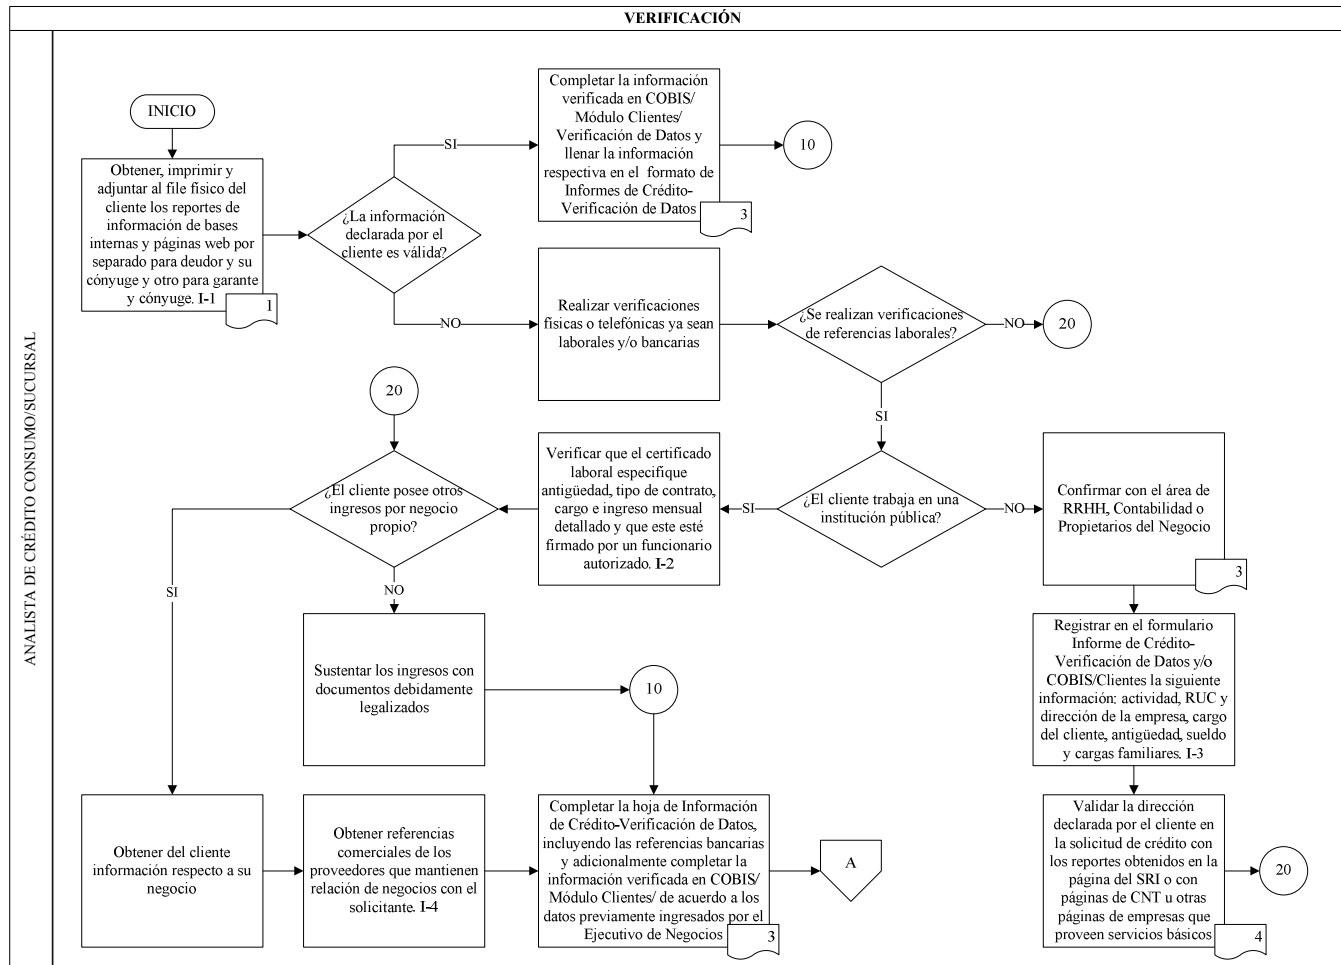 VERIFICACIÓN
ANALISTA DE CRÉDITO CONSUMO/SUCURSAL
INICIO
Obtener, imprimir y
adjuntar al file físico del
cliente los reportes de
información de bases
internas y páginas web por
separado para deudor y su
cónyuge y otro para garante
y cónyuge. I-1
1
¿La información
declarada por el
cliente es válida?
SI
Completar la información
verificada en COBIS/
Módulo Clientes/
Verificación de Datos y
llenar la información
respectiva en el formato de
Informes de Crédito-
Verificación de Datos
3
10
NO
Realizar verificaciones
físicas o telefónicas ya sean
laborales y/o bancarias
¿Se realizan verificaciones
de referencias laborales?
NO
20
SI
¿El cliente trabaja en una
institución pública?
NO
Confirmar con el área de
RRHH, Contabilidad o
Propietarios del Negocio
3
Registrar en el formulario
Informe de Crédito-
Verificación de Datos y/o
COBIS/Clientes la siguiente
información: actividad, RUC y
dirección de la empresa, cargo
del cliente, antigüedad, sueldo
y cargas familiares. I-3
Validar la dirección
declarada por el cliente en
la solicitud de crédito con
los reportes obtenidos en la
página del SRI o con
páginas de CNT u otras
páginas de empresas que
proveen servicios básicos
4
20
SI
Verificar que el certificado
laboral especifique
antigüedad, tipo de contrato,
cargo e ingreso mensual
detallado y que este esté
firmado por un funcionario
autorizado. I-2
20
¿El cliente posee otros
ingresos por negocio
propio?
NO
Sustentar los ingresos con
documentos debidamente
legalizados
10
SI
Obtener del cliente
información respecto a su
negocio
Obtener referencias
comerciales de los
proveedores que mantienen
relación de negocios con el
solicitante. I-4
Completar la hoja de Información
de Crédito-Verificación de Datos,
incluyendo las referencias bancarias
y adicionalmente completar la
información verificada en COBIS/
Módulo Clientes/ de acuerdo a los
datos previamente ingresados por el
Ejecutivo de Negocios
3
A